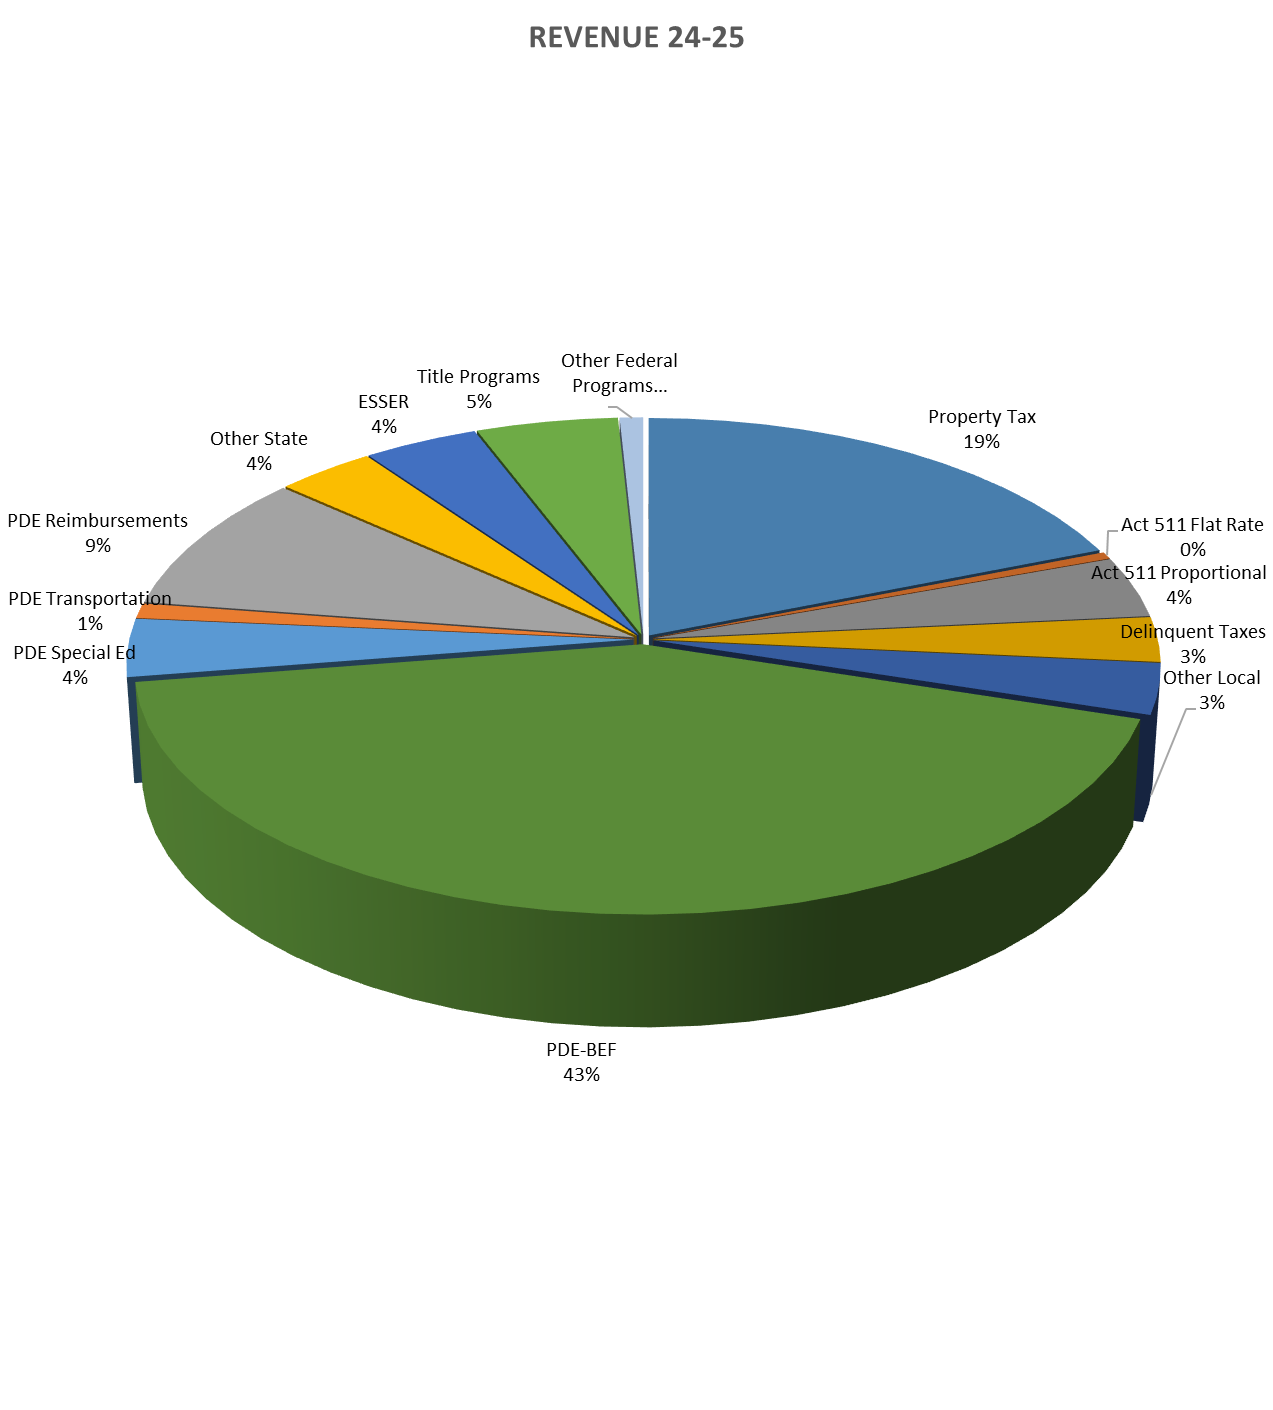 REVENUE 24-25
Other Federal
Programs...
Title Programs
5%
ESSER
4%
Other State
4%
PDE Reimbursements
9%
PDE Transportation
1%
PDE Special Ed
4%
Property Tax
19%
Act 511 Flat Rate
0%
Act 511 Proportional
4%
Delinquent Taxes
3%
Other Local
3%
PDE-BEF
43%